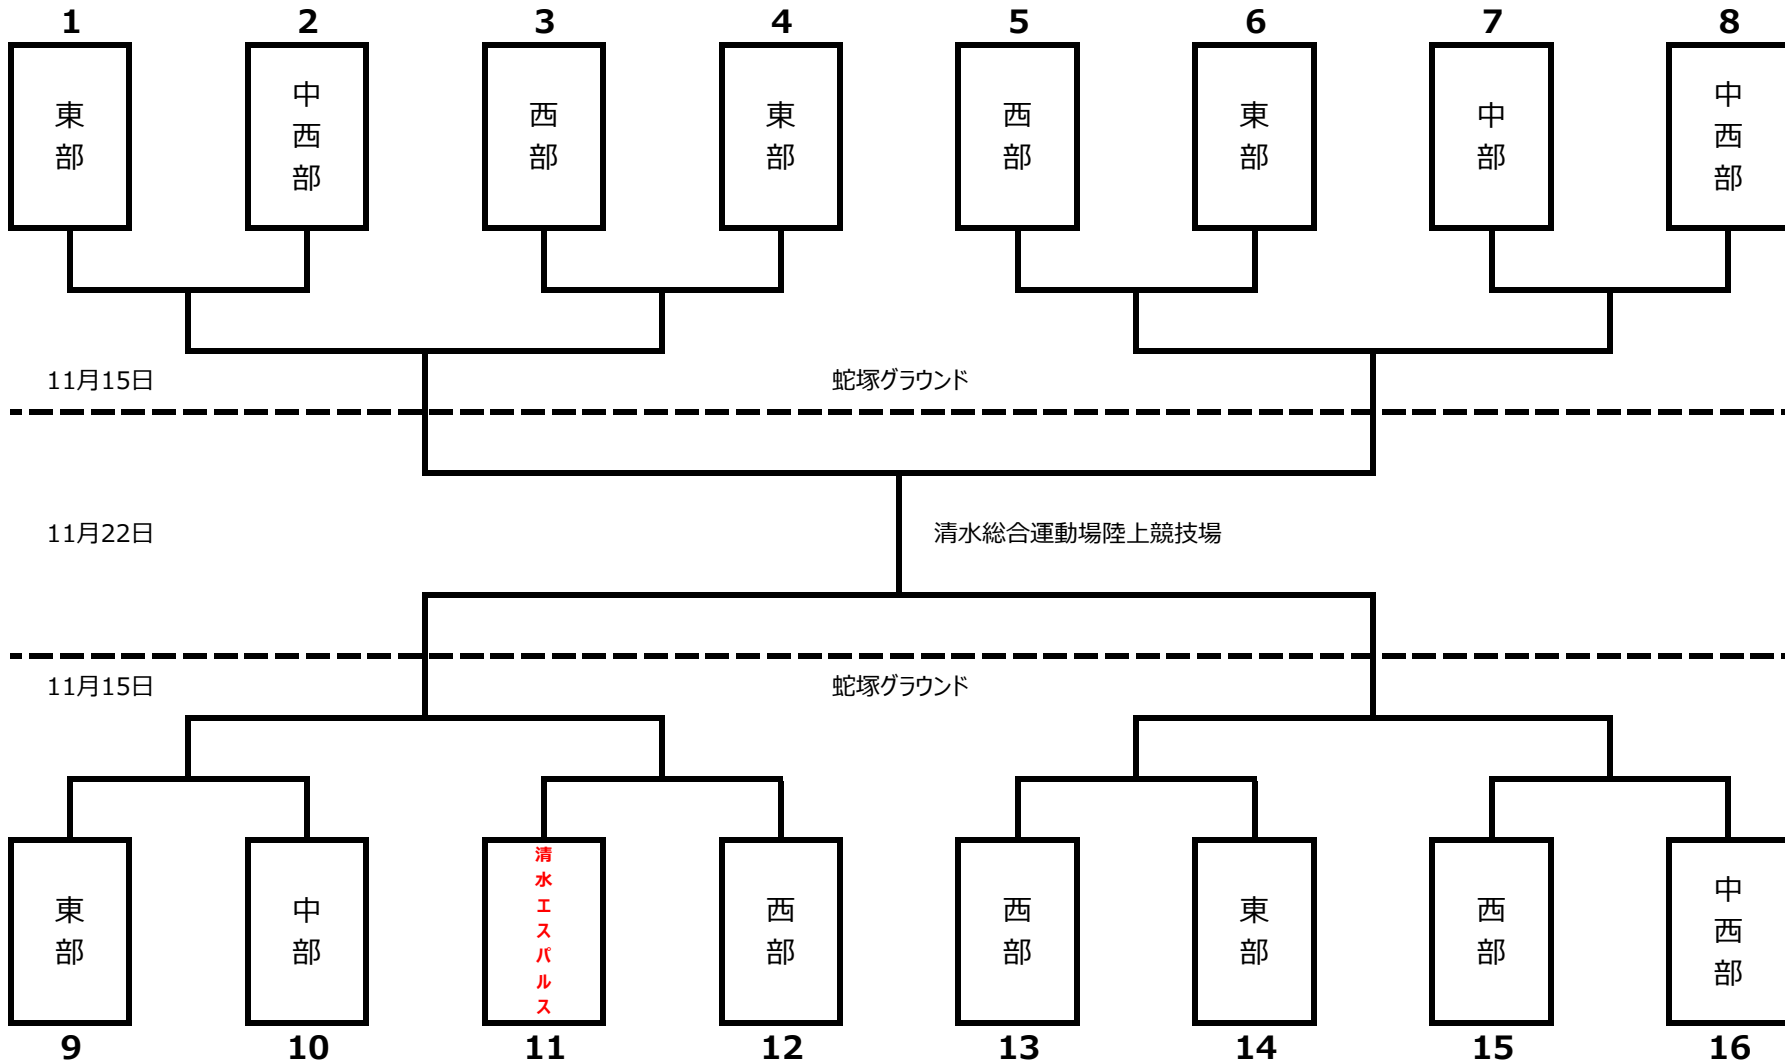 1 2 3 4 5 6 7 8
東部 中西部 西部 東部 西部 東部 中部 中西部
11月15日 蛇塚グラウンド
11月22日 清水総合運動場陸上競技場
11月15日 蛇塚グラウンド
東部 中部 清水エスパルス 西部 西部 東部 西部 中西部
9 10 11 12 13 14 15 16